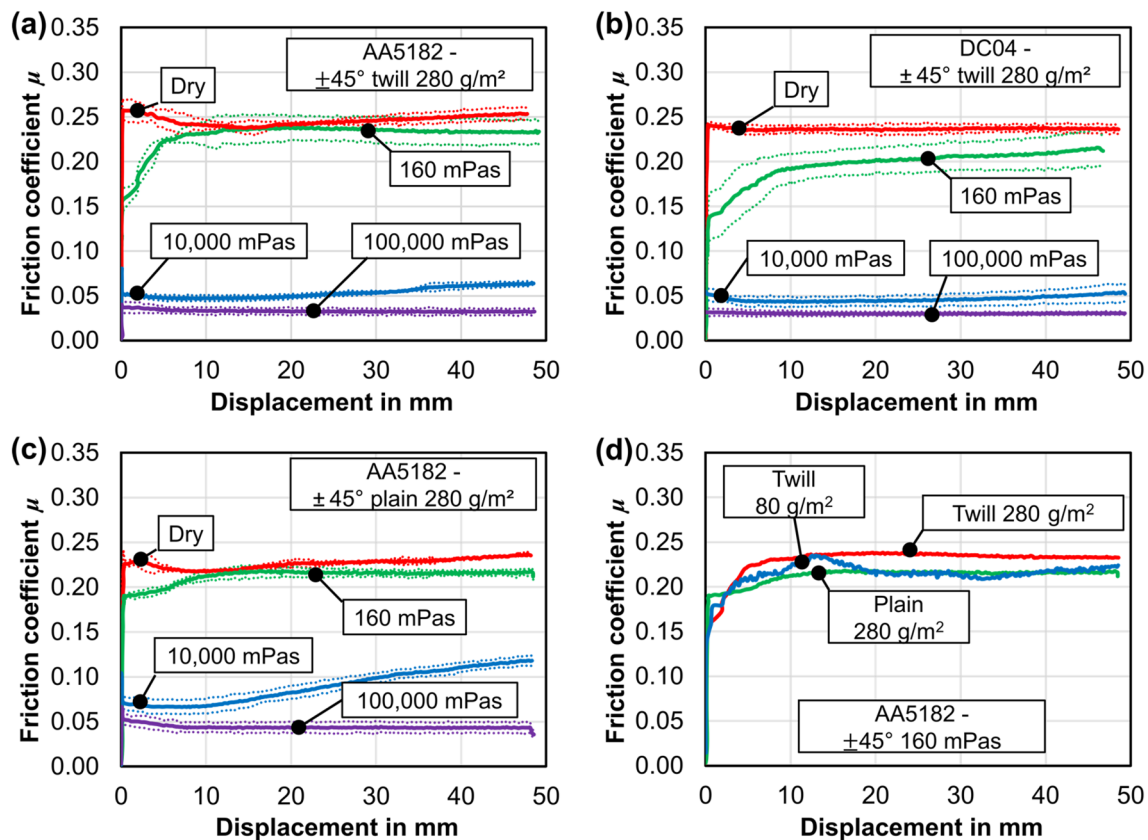 (a)
Friction coefficient μ
0.35
0.30
0.25
0.20
0.15
0.10
0.05
0.00
AA5182 -
±45° twill 280 g/m²
Dry
160 mPas
10,000 mPas
100,000 mPas
0 10 20 30 40 50
Displacement in mm
(b)
Friction coefficient μ
0.35
0.30
0.25
0.20
0.15
0.10
0.05
0.00
DC04 -
± 45° twill 280 g/m²
Dry
160 mPas
10,000 mPas
100,000 mPas
0 10 20 30 40 50
Displacement in mm
(c)
Friction coefficient μ
0.35
0.30
0.25
0.20
0.15
0.10
0.05
0.00
AA5182 -
± 45° plain 280 g/m²
Dry
160 mPas
10,000 mPas
100,000 mPas
0 10 20 30 40 50
Displacement in mm
(d)
Friction coefficient μ
0.35
0.30
0.25
0.20
0.15
0.10
0.05
0.00
Twill
80 g/m²
Twill 280 g/m²
Plain
280 g/m²
AA5182 -
±45° 160 mPas
0 10 20 30 40 50
Displacement in mm